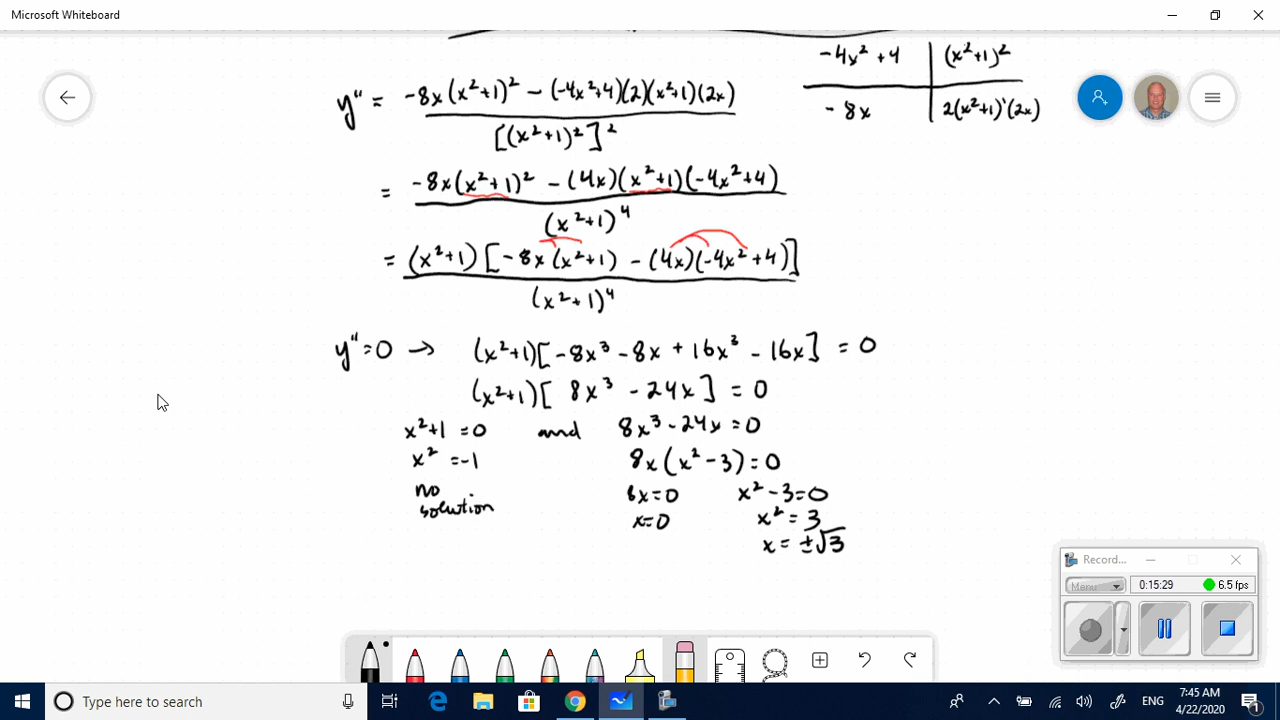 Microsoft Whiteboard
-4x² + 4 | (x²+1)²
- 8x | 2(x²+1)'(2x)
y" = -8x(x²+1)² - (-4x²+4)(2)(x²+1)(2x)
[(x²+1)²]²
= -8x(x²+1)² - (4x)(x²+1)(-4x²+4)
(x²+1)⁴
= (x²+1)[-8x(x²+1) - (4x)(-4x²+4)]
(x²+1)⁴
y"=0 → (x²+1)[-8x³ - 8x + 16x³ - 16x] = 0
(x²+1)[ 8x³ - 24x ] = 0
x²+1 = 0 and 8x³-24x=0
x² = -1 8x(x²-3)=0
no 8x=0 x²-3=0
solution x=0 x² = 3
x = ±√3
Record...
Menu 0:15:29 6.5 fps
Type here to search
ENG
7:45 AM
4/22/2020
1